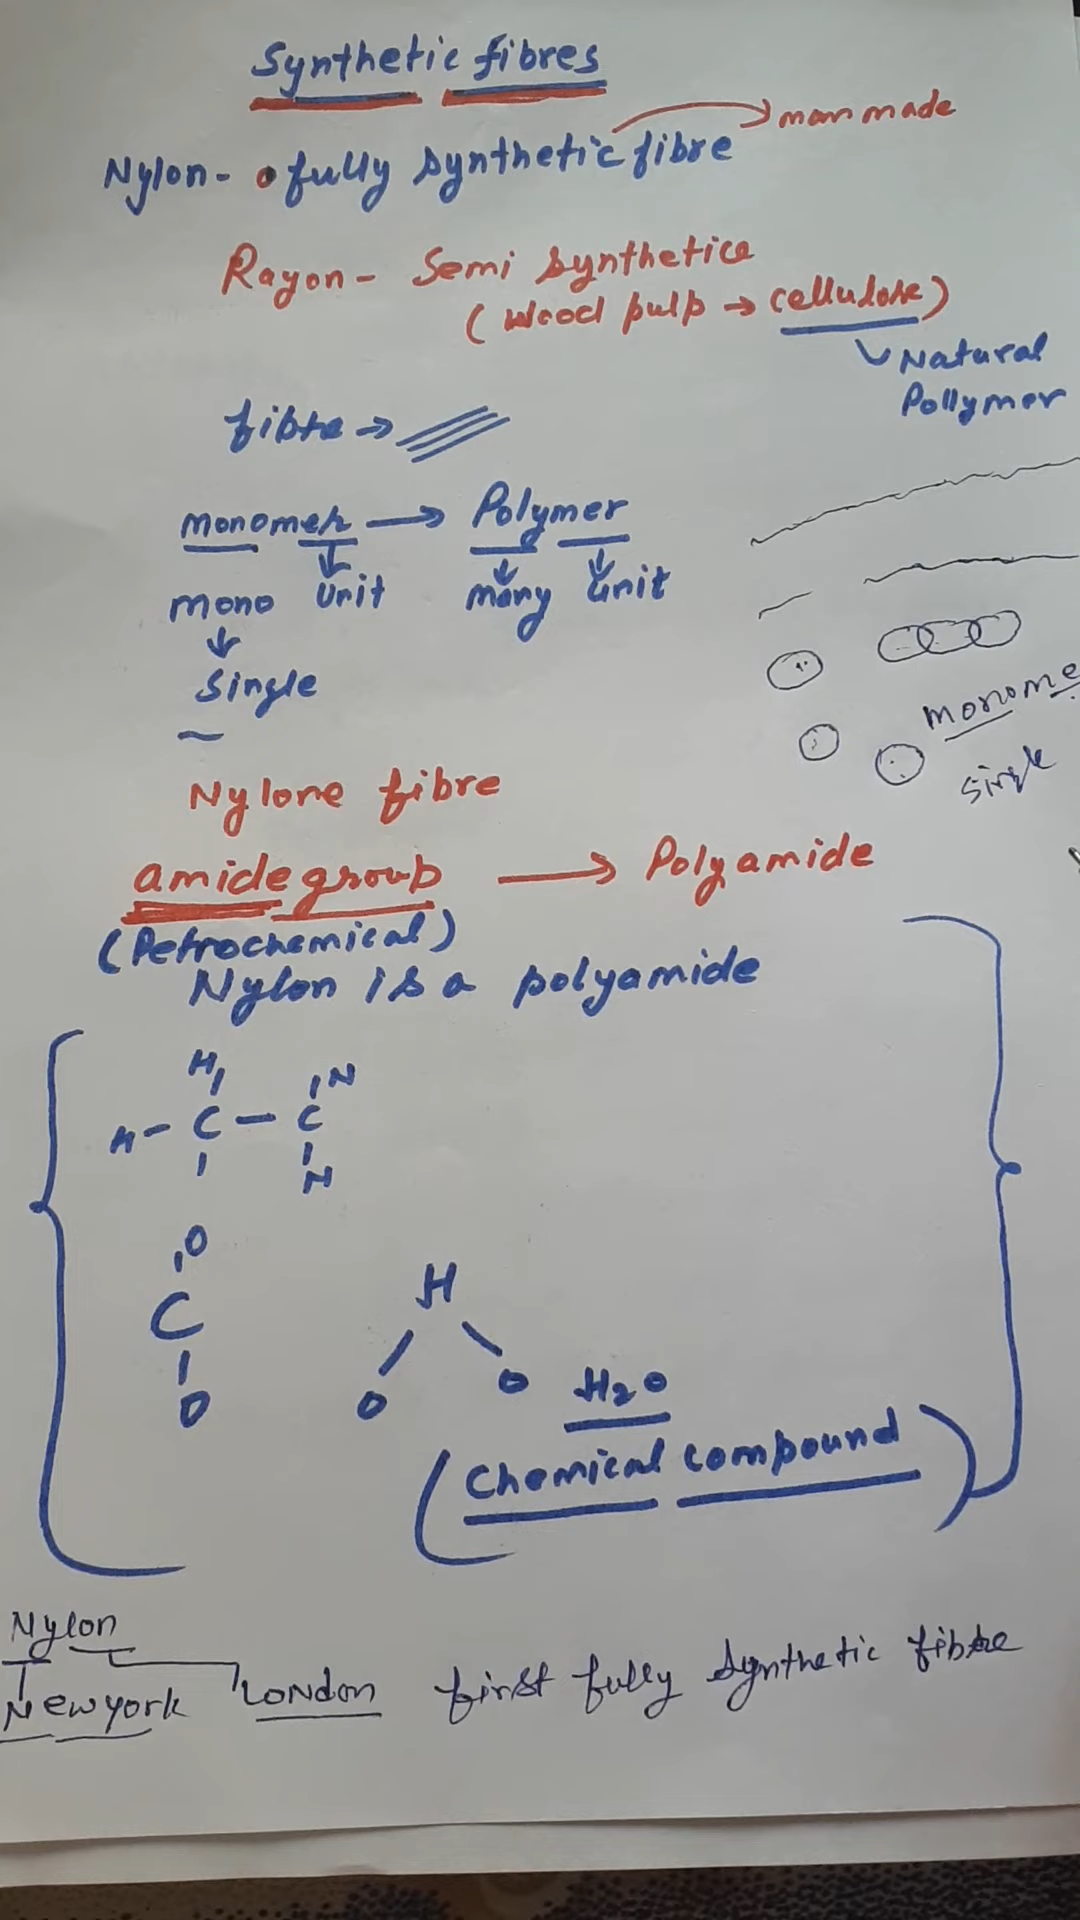 Synthetic fibres
man made
Nylon - fully synthetic fibre
Rayon - Semi synthetice
(wood pulp → cellulose)
Natural
Pollymer
fibre →
monomer → Polymer
mono unit many unit
single
monome
single
Nylone fibre
amide group → Polyamide
(Petrochemical)
Nylon is a polyamide
H N
H - C - C
N
O
C
O
H
O O H2O
(Chemical compound)
Nylon
Newyork London first fully synthetic fibre